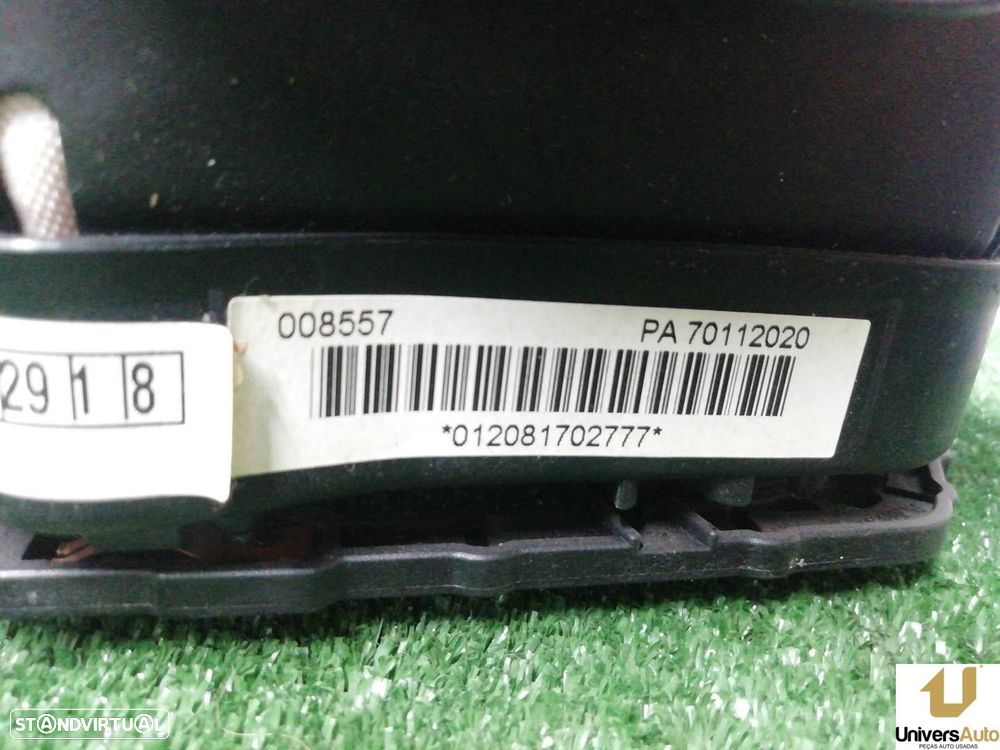 008557 PA 70112020
*012081702777*
29 1 8
STANDVIRTUAL
UniversAuto
PEÇAS AUTO USADAS